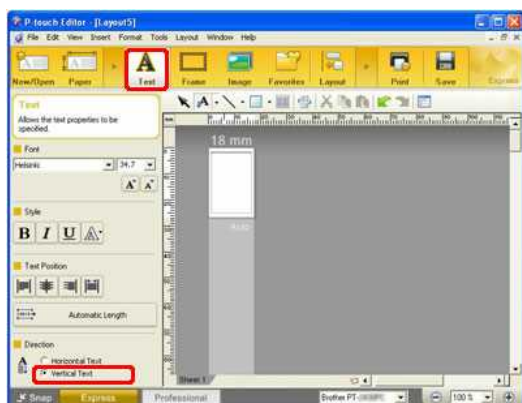 P-touch Editor - [Layout5]
File Edit View Insert Format Tools Layout Window Help
New/Open Paper Text Frame Image Favorites Layout Print Save Express
Text
Allows the text properties to be
specified.
Font
Helsinki 34.7
Style
B I U A
Text Position
Automatic Length
Direction
Horizontal Text
Vertical Text
18 mm
Auto
Sheet 1
Snap Express Professional Brother PT- 100 %